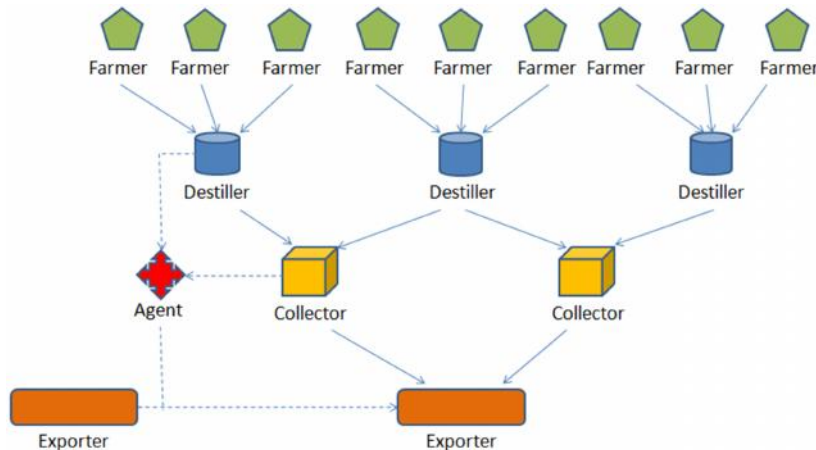 Farmer Farmer Farmer Farmer Farmer Farmer Farmer Farmer Farmer
Destiller Destiller Destiller
Agent Collector Collector
Exporter Exporter